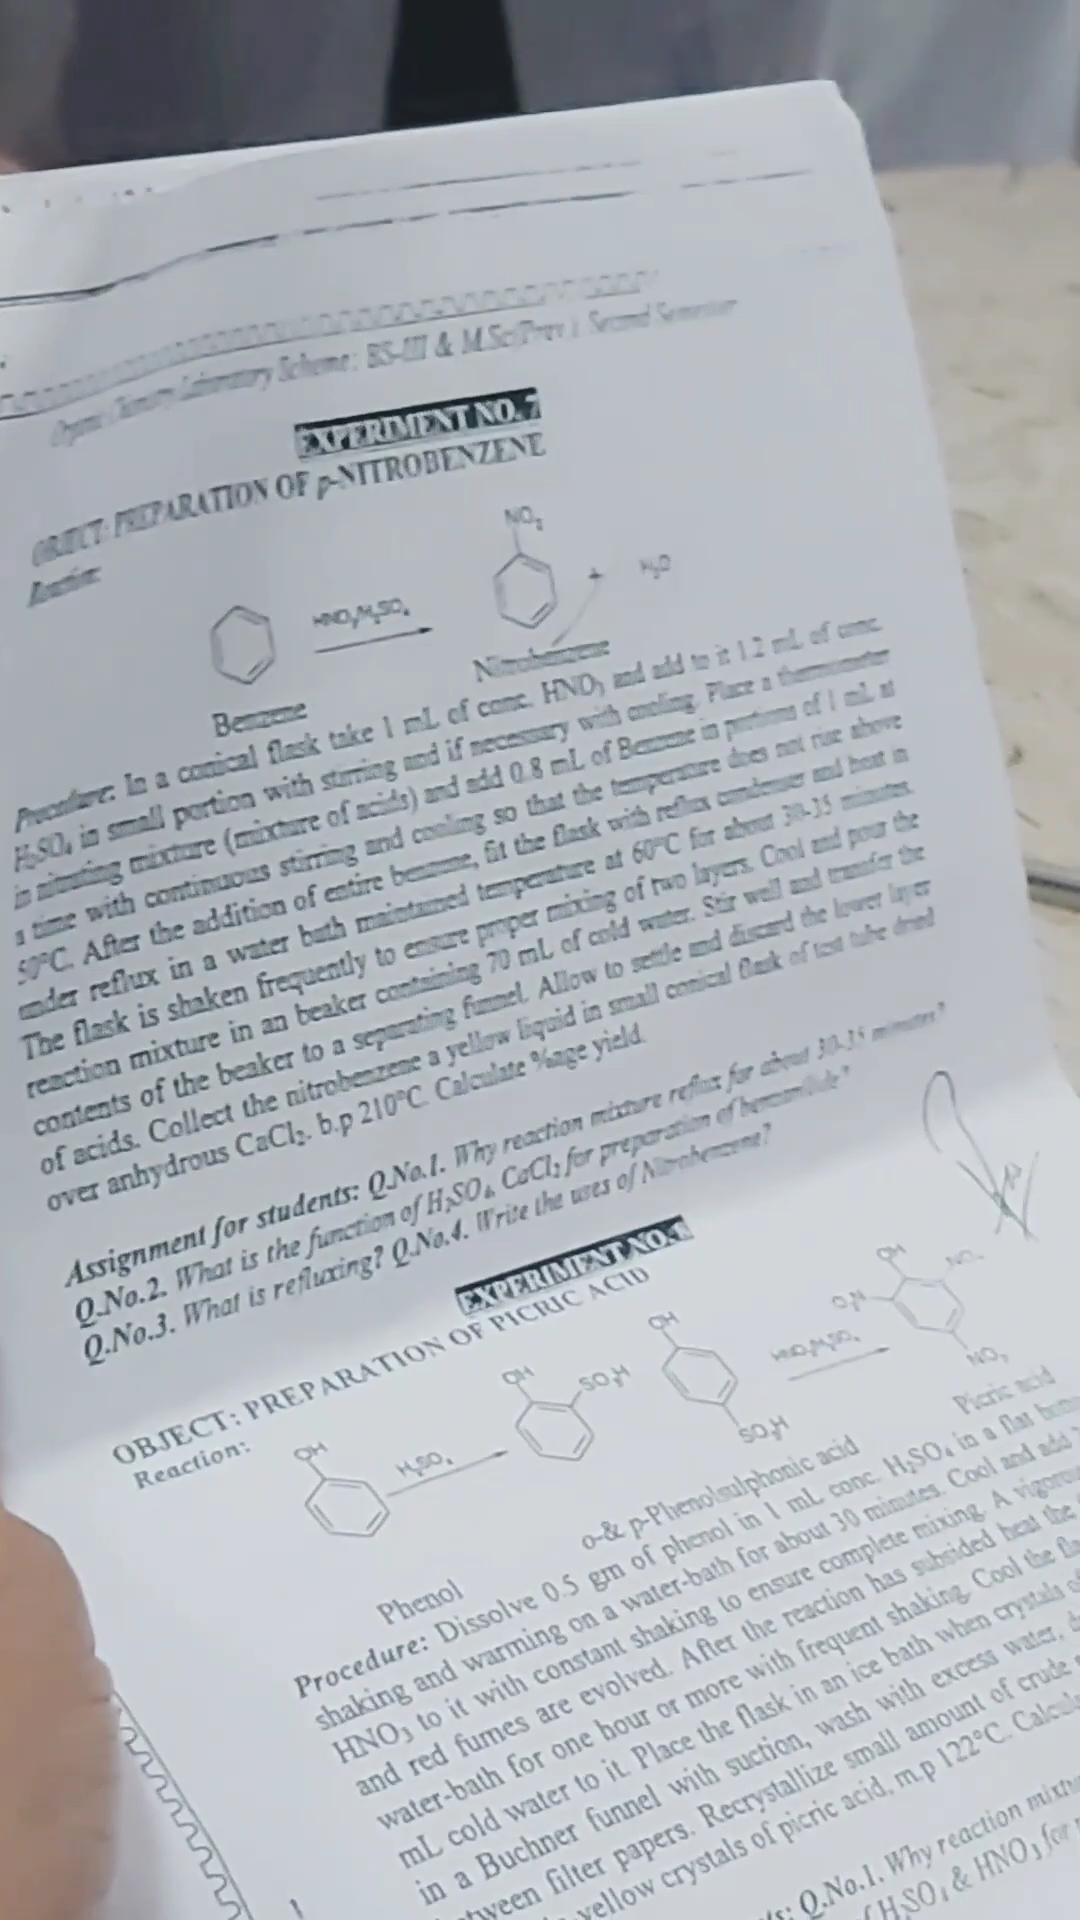 Organic Chemistry Laboratory Scheme: BS-III & M.Sc(Prev.). Second Semester
EXPERIMENT NO. 7
OBJECT: PREPARATION OF p-NITROBENZENE
Reaction:
NO₂
HNO₃/H₂SO₄
+ H₂O
Benzene
Nitrobenzene
Procedure: In a conical flask take 1 mL of conc. HNO₃ and add to it 1.2 mL of conc.
H₂SO₄ in small portion with stirring and if necessary with cooling. Place a thermometer
in nitrating mixture (mixture of acids) and add 0.8 mL of Benzene in portions of 1 mL at
a time with continuous stirring and cooling so that the temperature does not rise above
50°C. After the addition of entire benzene, fit the flask with reflux condenser and heat in
under reflux in a water bath maintained temperature at 60°C for about 30-35 minutes.
The flask is shaken frequently to ensure proper mixing of two layers. Cool and pour the
reaction mixture in an beaker containing 70 mL of cold water. Stir well and transfer the
contents of the beaker to a separating funnel. Allow to settle and discard the lower layer
of acids. Collect the nitrobenzene a yellow liquid in small conical flask of test tube dried
over anhydrous CaCl₂. b.p 210°C. Calculate %age yield.
Assignment for students: Q.No.1. Why reaction mixture reflux for about 30-35 minutes?
Q.No.2. What is the function of H₂SO₄, CaCl₂ for preparation of benzanilide?
Q.No.3. What is refluxing? Q.No.4. Write the uses of Nitrobenzene?
EXPERIMENT NO.
OBJECT: PREPARATION OF PICRIC ACID
Reaction:
OH
H₂SO₄
OH
SO₃H
OH
SO₃H
HNO₃/H₂SO₄
OH
O₂N
NO₂
NO₂
Phenol
o-& p-Phenolsulphonic acid
Picric acid
Procedure: Dissolve 0.5 gm of phenol in 1 mL conc. H₂SO₄ in a flat
shaking and warming on a water-bath for about 30 minutes. Cool and add
HNO₃ to it with constant shaking to ensure complete mixing. A
and red fumes are evolved. After the reaction has subsided heat the
water-bath for one hour or more with frequent shaking. Cool the
mL cold water to it. Place the flask in an ice bath when crystals
in a Buchner funnel with suction, wash with excess water,
filter papers. Recrystallize small amount of crude
yellow crystals of picric acid, m.p 122°C.
Q.No.1. Why reaction
H₂SO₄ & HNO₃ for